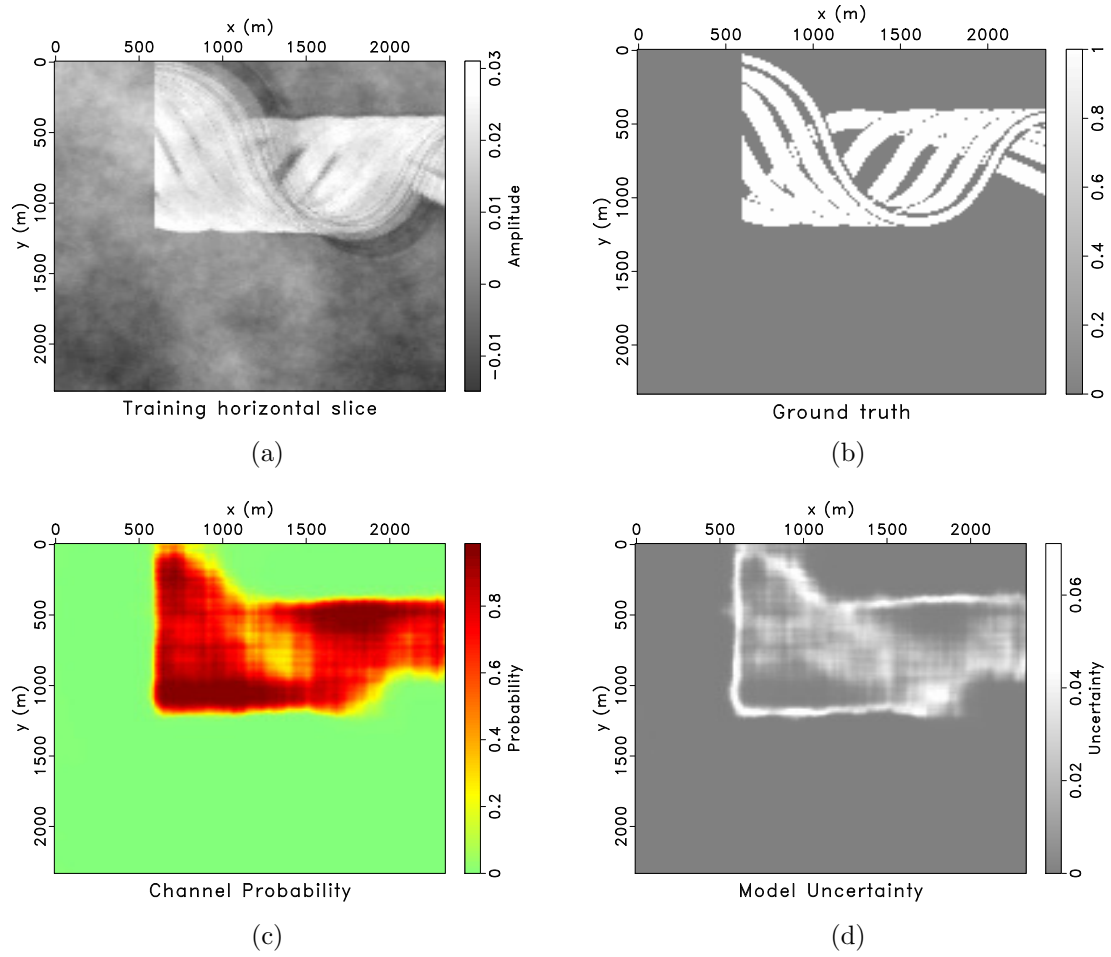 x (m)
0 500 1000 1500 2000
0
500
1000
1500
2000
y (m)
0.03
0.02
0.01
0
−0.01
Amplitude
Training horizontal slice
(a)
x (m)
0 500 1000 1500 2000
0
500
1000
1500
2000
y (m)
1
0.8
0.6
0.4
0.2
0
Ground truth
(b)
x (m)
0 500 1000 1500 2000
0
500
1000
1500
2000
y (m)
0.8
0.6
0.4
0.2
0
Probability
Channel Probability
(c)
x (m)
0 500 1000 1500 2000
0
500
1000
1500
2000
y (m)
0.06
0.04
0.02
0
Uncertainty
Model Uncertainty
(d)